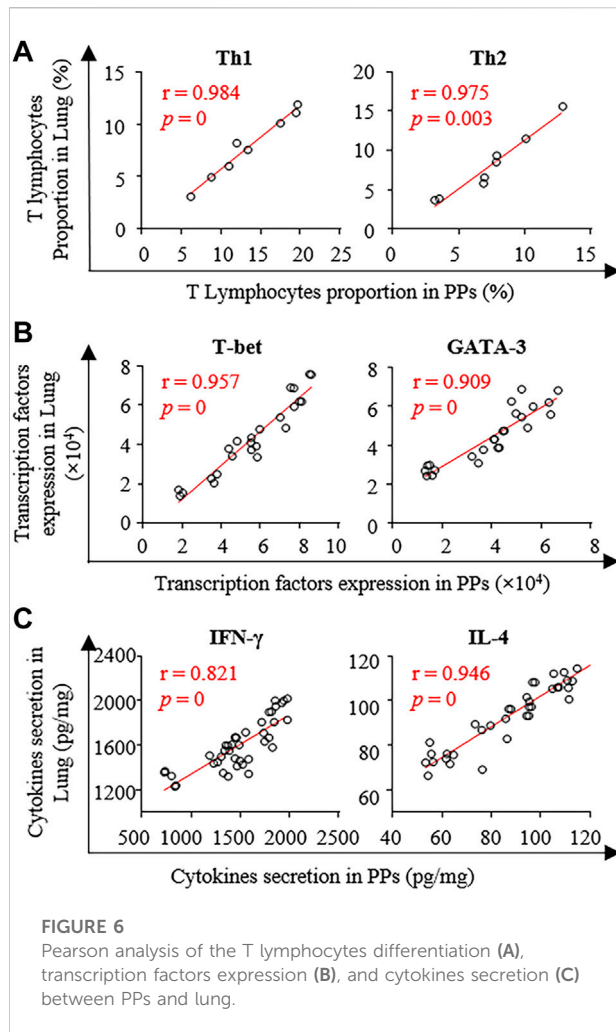 A
Th1
Th2
T lymphocytes
Proportion in Lung (%)
15
10
5
0
r = 0.984
p = 0
0 5 10 15 20 25
20
15
10
5
0
r = 0.975
p = 0.003
0 5 10 15
T Lymphocytes proportion in PPs (%)
B
T-bet
GATA-3
Transcription factors
expression in Lung
(×10⁴)
8
6
4
2
0
r = 0.957
p = 0
0 2 4 6 8 10
8
6
4
2
0
r = 0.909
p = 0
0 2 4 6 8
Transcription factors expression in PPs (×10⁴)
C
IFN-γ
IL-4
Cytokines secretion in
Lung (pg/mg)
2400
2000
1600
1200
r = 0.821
p = 0
500 1000 1500 2000 2500
120
100
80
60
r = 0.946
p = 0
40 60 80 100 120
Cytokines secretion in PPs (pg/mg)
FIGURE 6
Pearson analysis of the T lymphocytes differentiation (A),
transcription factors expression (B), and cytokines secretion (C)
between PPs and lung.